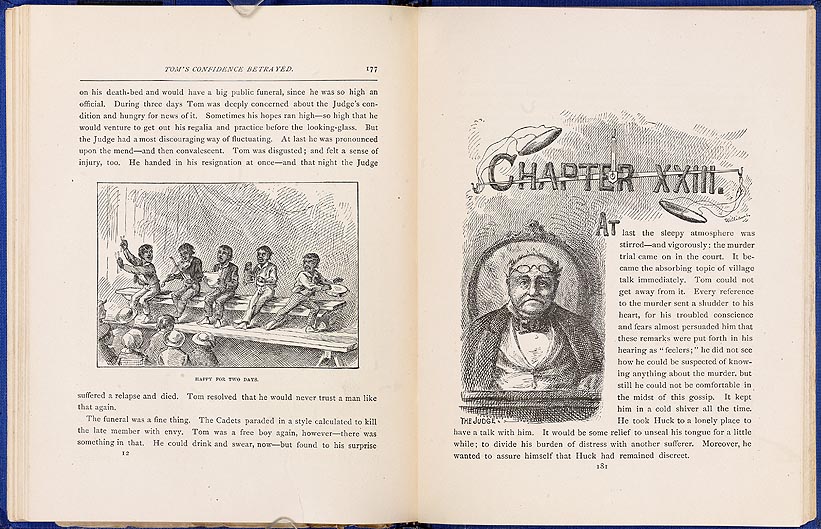 TOM'S CONFIDENCE BETRAYED. 177
on his death-bed and would have a big public funeral, since he was so high an
official. During three days Tom was deeply concerned about the Judge's con-
dition and hungry for news of it. Sometimes his hopes ran high—so high that he
would venture to get out his regalia and practice before the looking-glass. But
the Judge had a most discouraging way of fluctuating. At last he was pronounced
upon the mend—and then convalescent. Tom was disgusted; and felt a sense of
injury, too. He handed in his resignation at once—and that night the Judge
HAPPY FOR TWO DAYS.
suffered a relapse and died. Tom resolved that he would never trust a man like
that again.
The funeral was a fine thing. The Cadets paraded in a style calculated to kill
the late member with envy. Tom was a free boy again, however—there was
something in that. He could drink and swear, now—but found to his surprise
12
CHAPTER XXIII.
AT last the sleepy atmosphere was
stirred—and vigorously: the murder
trial came on in the court. It be-
came the absorbing topic of village
talk immediately. Tom could not
get away from it. Every reference
to the murder sent a shudder to his
heart, for his troubled conscience
and fears almost persuaded him that
these remarks were put forth in his
hearing as "feelers;" he did not see
how he could be suspected of know-
ing anything about the murder, but
still he could not be comfortable in
the midst of this gossip. It kept
him in a cold shiver all the time.
THE JUDGE.
He took Huck to a lonely place to
have a talk with him. It would be some relief to unseal his tongue for a little
while; to divide his burden of distress with another sufferer. Moreover, he
wanted to assure himself that Huck had remained discreet.
181